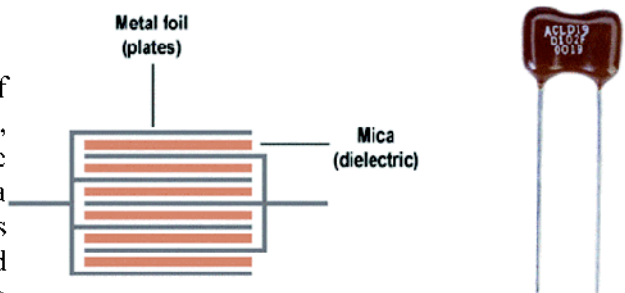 Metal foil
(plates)
Mica
(dielectric)
ACLD19
D102F
0019
f
,
c
a
s
d